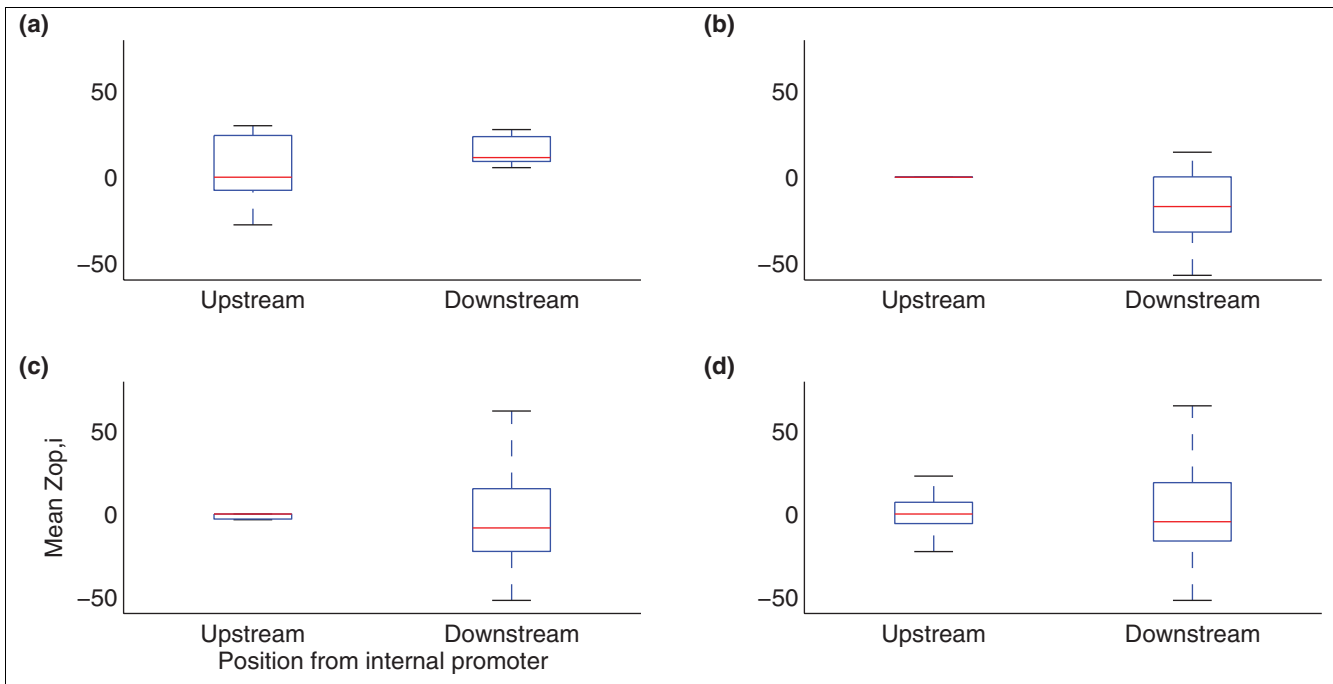 (a)
50
0
−50
Upstream Downstream
(b)
50
0
−50
Upstream Downstream
(c)
Mean Zop,i
50
0
−50
Upstream Downstream
Position from internal promoter
(d)
50
0
−50
Upstream Downstream